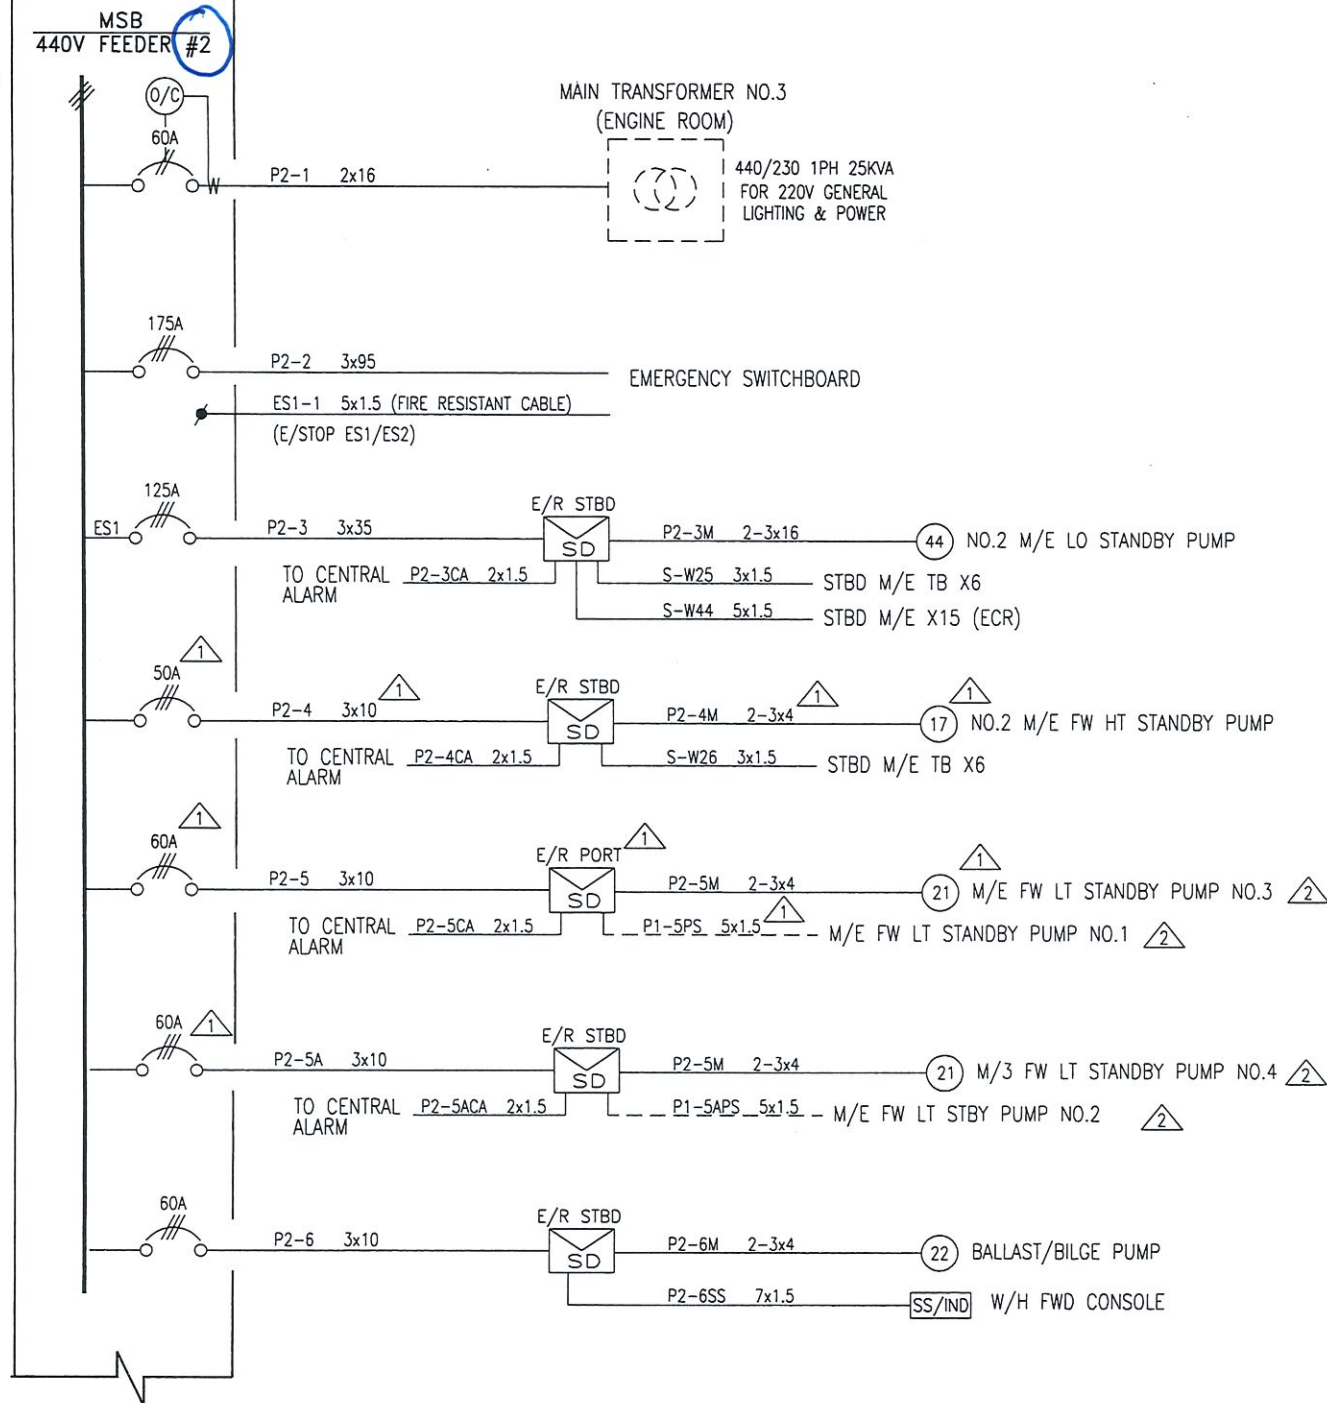 MSB
440V FEEDER #2
O/C
60A
P2-1 2x16
MAIN TRANSFORMER NO.3
(ENGINE ROOM)
440/230 1PH 25KVA
FOR 220V GENERAL
LIGHTING & POWER
175A
P2-2 3x95
EMERGENCY SWITCHBOARD
ES1-1 5x1.5 (FIRE RESISTANT CABLE)
(E/STOP ES1/ES2)
125A
ES1
P2-3 3x35
E/R STBD
SD
P2-3M 2-3x16
44 NO.2 M/E LO STANDBY PUMP
TO CENTRAL
ALARM
P2-3CA 2x1.5
S-W25 3x1.5
STBD M/E TB X6
S-W44 5x1.5
STBD M/E X15 (ECR)
50A 1
P2-4 3x10 1
E/R STBD
SD
P2-4M 2-3x4 1
1
17 NO.2 M/E FW HT STANDBY PUMP
TO CENTRAL
ALARM
P2-4CA 2x1.5
S-W26 3x1.5
STBD M/E TB X6
60A 1
P2-5 3x10
E/R PORT 1
SD
P2-5M 2-3x4
1
21 M/E FW LT STANDBY PUMP NO.3 2
TO CENTRAL
ALARM
P2-5CA 2x1.5
P1-5PS 5x1.5 1
M/E FW LT STANDBY PUMP NO.1 2
60A 1
P2-5A 3x10
E/R STBD
SD
P2-5M 2-3x4
21 M/3 FW LT STANDBY PUMP NO.4 2
TO CENTRAL
ALARM
P2-5ACA 2x1.5
P1-5APS 5x1.5
M/E FW LT STBY PUMP NO.2 2
60A
P2-6 3x10
E/R STBD
SD
P2-6M 2-3x4
22 BALLAST/BILGE PUMP
P2-6SS 7x1.5
SS/IND W/H FWD CONSOLE